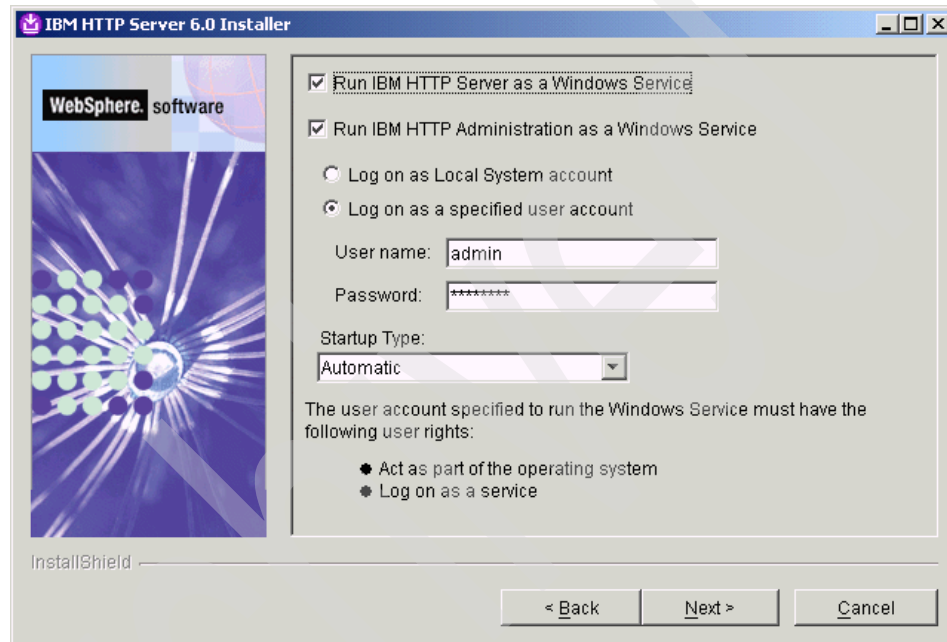 IBM HTTP Server 6.0 Installer
WebSphere. software
Run IBM HTTP Server as a Windows Service
Run IBM HTTP Administration as a Windows Service
Log on as Local System account
Log on as a specified user account
User name: admin
Password: ********
Startup Type:
Automatic
The user account specified to run the Windows Service must have the
following user rights:
Act as part of the operating system
Log on as a service
InstallShield
< Back Next > Cancel